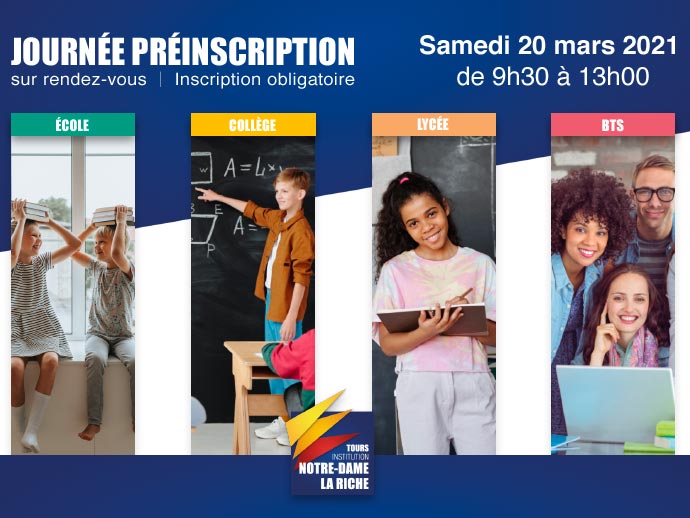 JOURNÉE PRÉINSCRIPTION
sur rendez-vous | Inscription obligatoire
Samedi 20 mars 2021
de 9h30 à 13h00
ÉCOLE
COLLÈGE
LYCÉE
BTS
A = L x
A =
P
TOURS
INSTITUTION
NOTRE-DAME
LA RICHE